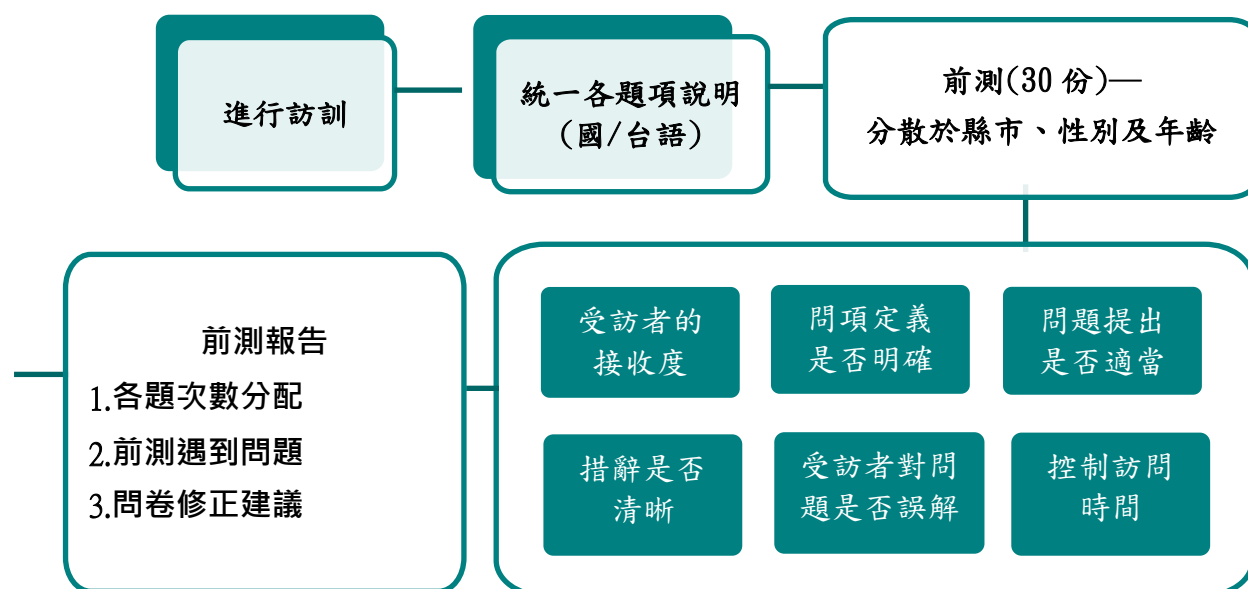 進行訪訓
統一各題項說明
(國/台語)
前測(30 份)—
分散於縣市、性別及年齡
前測報告
1.各題次數分配
2.前測遇到問題
3.問卷修正建議
受訪者的
接收度
問項定義
是否明確
問題提出
是否適當
措辭是否
清晰
受訪者對問
題是否誤解
控制訪問
時間